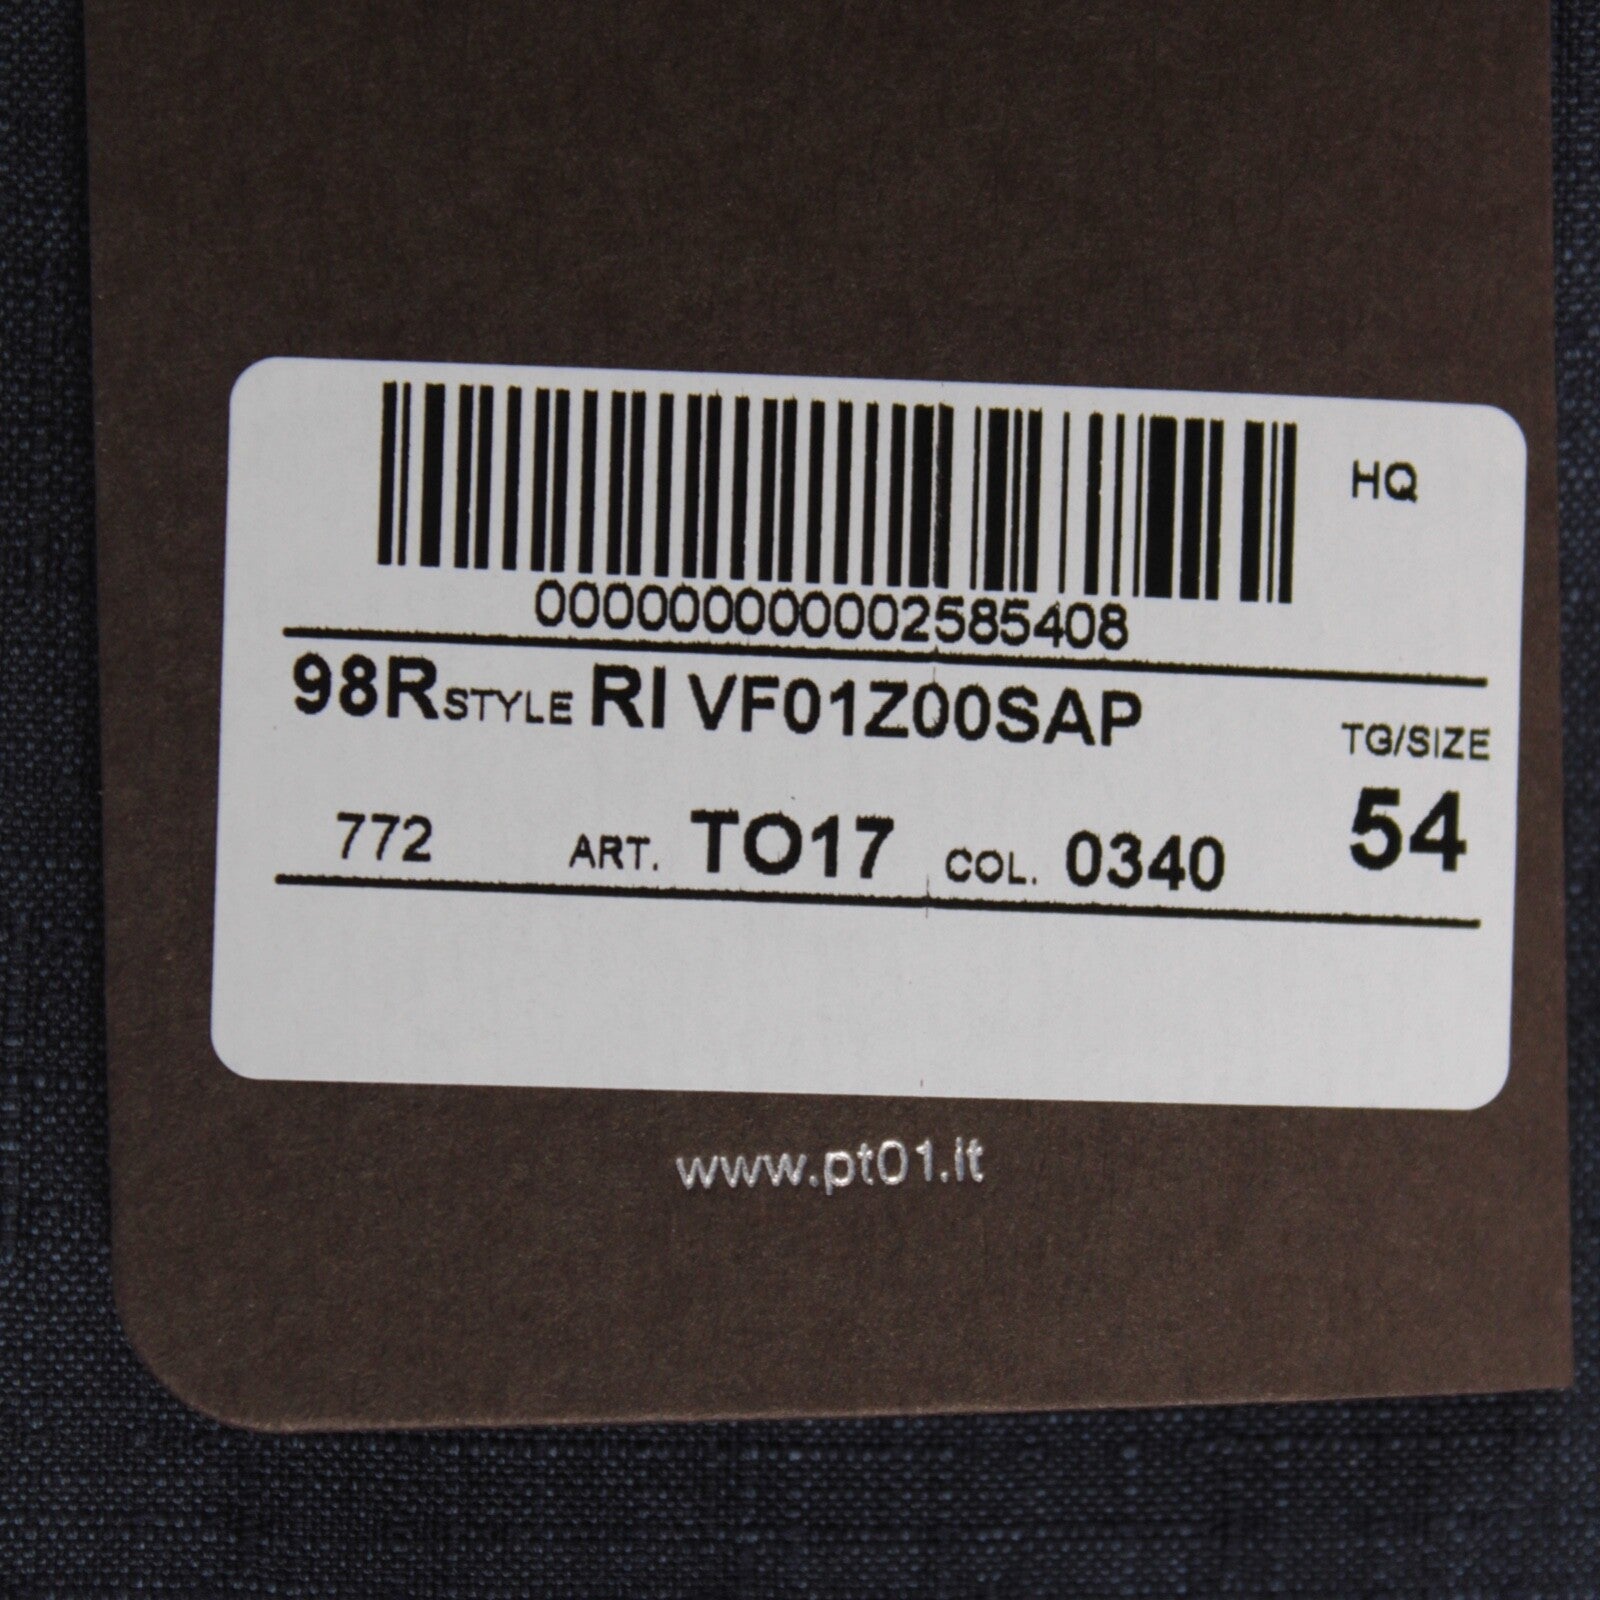 HQ
000000000002585408
98R STYLE RI VF01Z00SAP
TG/SIZE
772 ART. TO17 COL. 0340 54
www.pt01.it